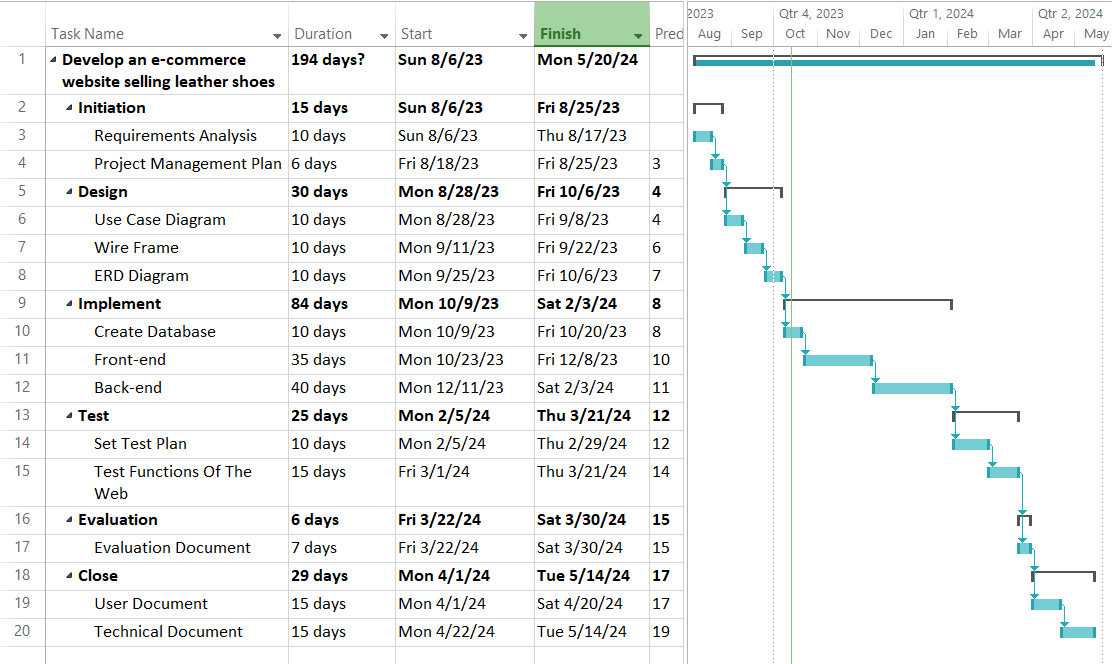 2023 Qtr 4, 2023 Qtr 1, 2024 Qtr 2, 2024
Task Name Duration Start Finish Pred Aug Sep Oct Nov Dec Jan Feb Mar Apr May
1 Develop an e-commerce 194 days? Sun 8/6/23 Mon 5/20/24
website selling leather shoes
2 Initiation 15 days Sun 8/6/23 Fri 8/25/23
3 Requirements Analysis 10 days Sun 8/6/23 Thu 8/17/23
4 Project Management Plan 6 days Fri 8/18/23 Fri 8/25/23 3
5 Design 30 days Mon 8/28/23 Fri 10/6/23 4
6 Use Case Diagram 10 days Mon 8/28/23 Fri 9/8/23 4
7 Wire Frame 10 days Mon 9/11/23 Fri 9/22/23 6
8 ERD Diagram 10 days Mon 9/25/23 Fri 10/6/23 7
9 Implement 84 days Mon 10/9/23 Sat 2/3/24 8
10 Create Database 10 days Mon 10/9/23 Fri 10/20/23 8
11 Front-end 35 days Mon 10/23/23 Fri 12/8/23 10
12 Back-end 40 days Mon 12/11/23 Sat 2/3/24 11
13 Test 25 days Mon 2/5/24 Thu 3/21/24 12
14 Set Test Plan 10 days Mon 2/5/24 Thu 2/29/24 12
15 Test Functions Of The 15 days Fri 3/1/24 Thu 3/21/24 14
Web
16 Evaluation 6 days Fri 3/22/24 Sat 3/30/24 15
17 Evaluation Document 7 days Fri 3/22/24 Sat 3/30/24 15
18 Close 29 days Mon 4/1/24 Tue 5/14/24 17
19 User Document 15 days Mon 4/1/24 Sat 4/20/24 17
20 Technical Document 15 days Mon 4/22/24 Tue 5/14/24 19